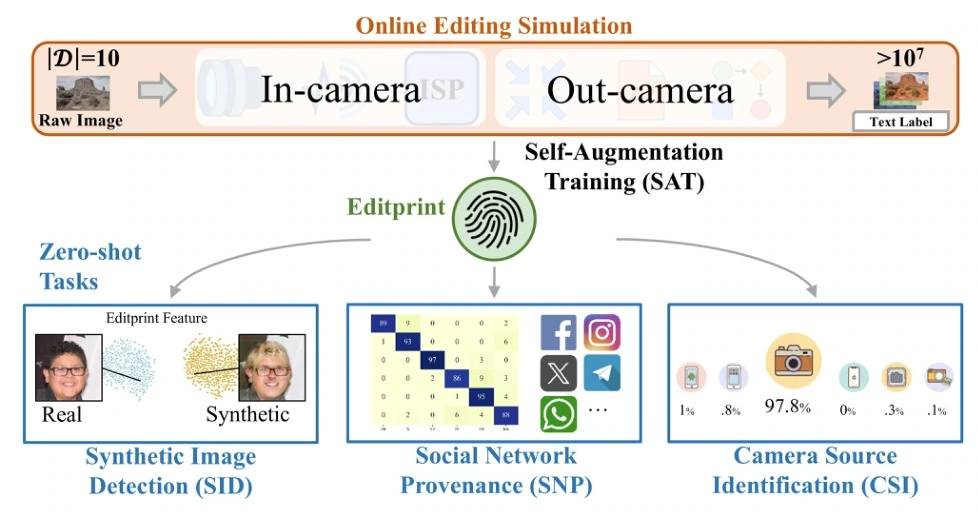 Online Editing Simulation
|𝒟|=10
Raw Image
In-camera
ISP
Out-camera
>10⁷
Text Label
Self-Augmentation
Training (SAT)
Editprint
Zero-shot
Tasks
Editprint Feature
Real
Synthetic
89 9 0 0 0 2
1 93 0 0 0 6
0 0 97 0 3 0
0 0 2 86 9 3
0 0 1 0 95 4
0 2 0 6 4 88
...
1% .8% 97.8% 0% .3% .1%
Synthetic Image
Detection (SID)
Social Network
Provenance (SNP)
Camera Source
Identification (CSI)